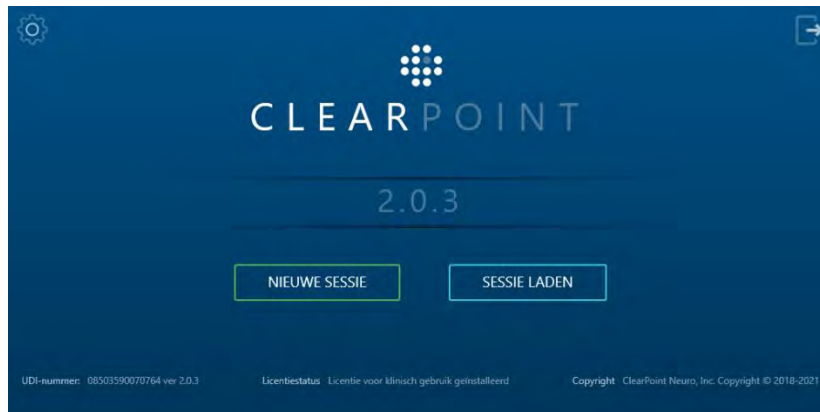 CLEARPOINT
2.0.3
NIEUWE SESSIE
SESSIE LADEN
UDI-nummer: 08503590070764 ver 2.0.3
Licentiestatus Licentie voor klinisch gebruik geïnstalleerd
Copyright ClearPoint Neuro, Inc. Copyright © 2018-2021